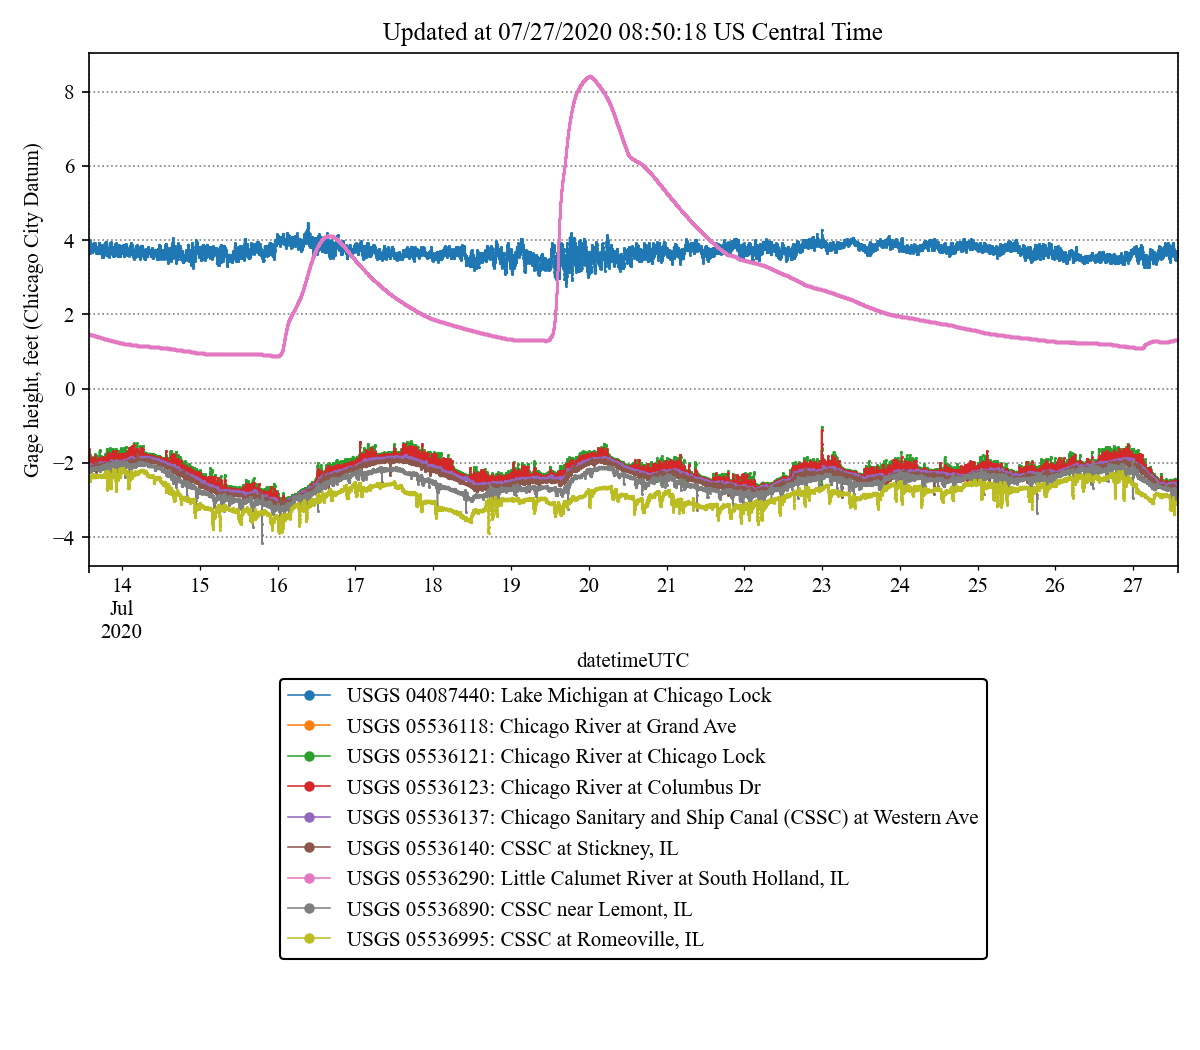 Updated at 07/27/2020 08:50:18 US Central Time
Gage height, feet (Chicago City Datum)
8
6
4
2
0
−2
−4
14 15 16 17 18 19 20 21 22 23 24 25 26 27
Jul
2020
datetimeUTC
USGS 04087440: Lake Michigan at Chicago Lock
USGS 05536118: Chicago River at Grand Ave
USGS 05536121: Chicago River at Chicago Lock
USGS 05536123: Chicago River at Columbus Dr
USGS 05536137: Chicago Sanitary and Ship Canal (CSSC) at Western Ave
USGS 05536140: CSSC at Stickney, IL
USGS 05536290: Little Calumet River at South Holland, IL
USGS 05536890: CSSC near Lemont, IL
USGS 05536995: CSSC at Romeoville, IL